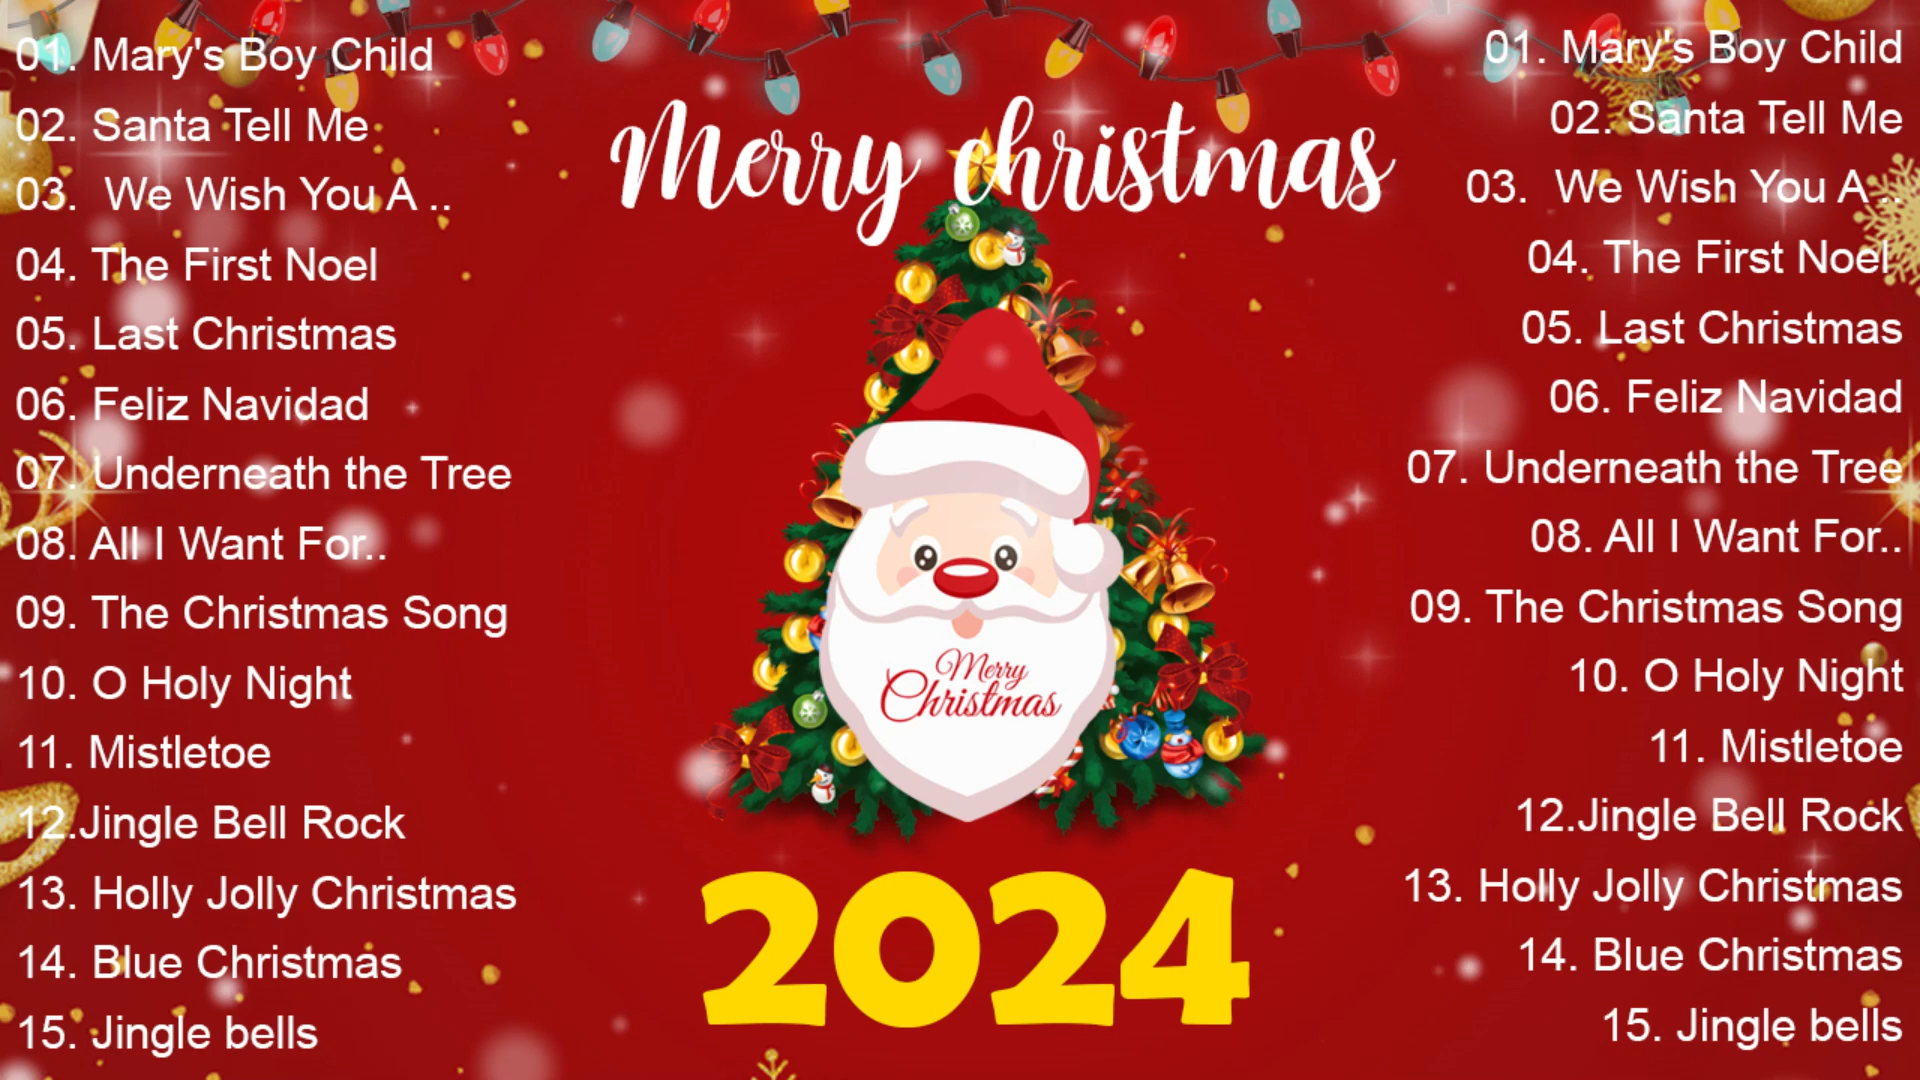 01. Mary's Boy Child
02. Santa Tell Me
03. We Wish You A ..
04. The First Noel
05. Last Christmas
06. Feliz Navidad
07. Underneath the Tree
08. All I Want For..
09. The Christmas Song
10. O Holy Night
11. Mistletoe
12.Jingle Bell Rock
13. Holly Jolly Christmas
14. Blue Christmas
15. Jingle bells
Merry christmas
Merry
Christmas
2024
01. Mary's Boy Child
02. Santa Tell Me
03. We Wish You A ..
04. The First Noel
05. Last Christmas
06. Feliz Navidad
07. Underneath the Tree
08. All I Want For..
09. The Christmas Song
10. O Holy Night
11. Mistletoe
12.Jingle Bell Rock
13. Holly Jolly Christmas
14. Blue Christmas
15. Jingle bells